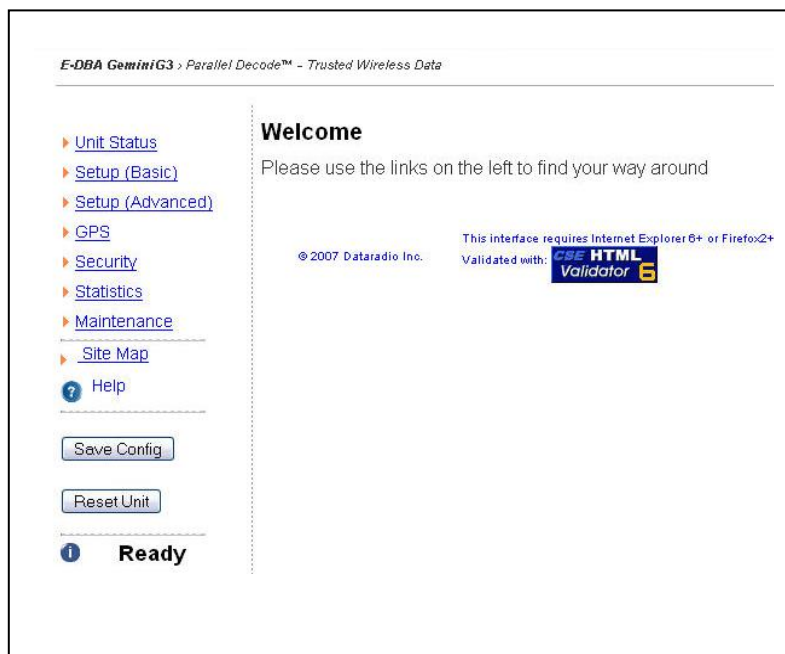 E-DBA GeminiG3 › Parallel Decode™ – Trusted Wireless Data
Unit Status
Setup (Basic)
Setup (Advanced)
GPS
Security
Statistics
Maintenance
Site Map
? Help
Save Config
Reset Unit
i Ready
Welcome
Please use the links on the left to find your way around
© 2007 Dataradio Inc.
This interface requires Internet Explorer 6+ or Firefox2+
Validated with: CSE HTML Validator 6